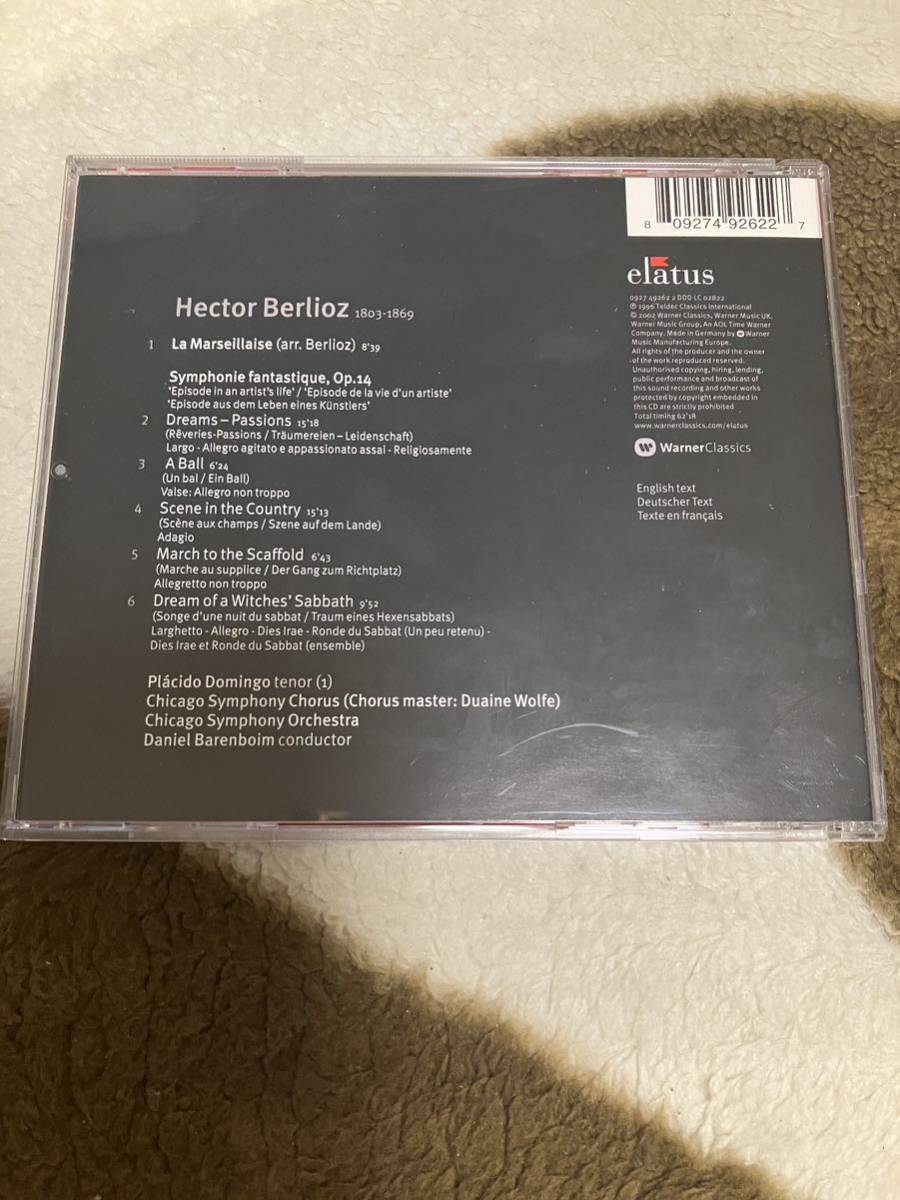 8 09274 92622 7
elatus
0927 49262 2 DDD LC 02822
℗ 1996 Teldec Classics International
© 2002 Warner Classics, Warner Music UK.
Warner Music Group, An AOL Time Warner
Company. Made in Germany by Warner
Music Manufacturing Europe.
All rights of the producer and the owner
of the work reproduced reserved.
Unauthorised copying, hiring, lending,
public performance and broadcast of
this sound recording and other works
protected by copyright embedded in
this CD are strictly prohibited
Total timing 62'18
www.warnerclassics.com/elatus
WarnerClassics
English text
Deutscher Text
Texte en français
Hector Berlioz 1803-1869
1 La Marseillaise (arr. Berlioz) 8'39
Symphonie fantastique, Op.14
'Episode in an artist's life' / 'Episode de la vie d'un artiste'
'Episode aus dem Leben eines Künstlers'
2 Dreams – Passions 15'18
(Rêveries-Passions / Träumereien – Leidenschaft)
Largo - Allegro agitato e appassionato assai - Religiosamente
3 A Ball 6'24
(Un bal / Ein Ball)
Valse: Allegro non troppo
4 Scene in the Country 15'13
(Scène aux champs / Szene auf dem Lande)
Adagio
5 March to the Scaffold 6'43
(Marche au supplice / Der Gang zum Richtplatz)
Allegretto non troppo
6 Dream of a Witches' Sabbath 9'52
(Songe d'une nuit du sabbat / Traum eines Hexensabbats)
Larghetto - Allegro - Dies Irae - Ronde du Sabbat (Un peu retenu) -
Dies Irae et Ronde du Sabbat (ensemble)
Plácido Domingo tenor (1)
Chicago Symphony Chorus (Chorus master: Duaine Wolfe)
Chicago Symphony Orchestra
Daniel Barenboim conductor